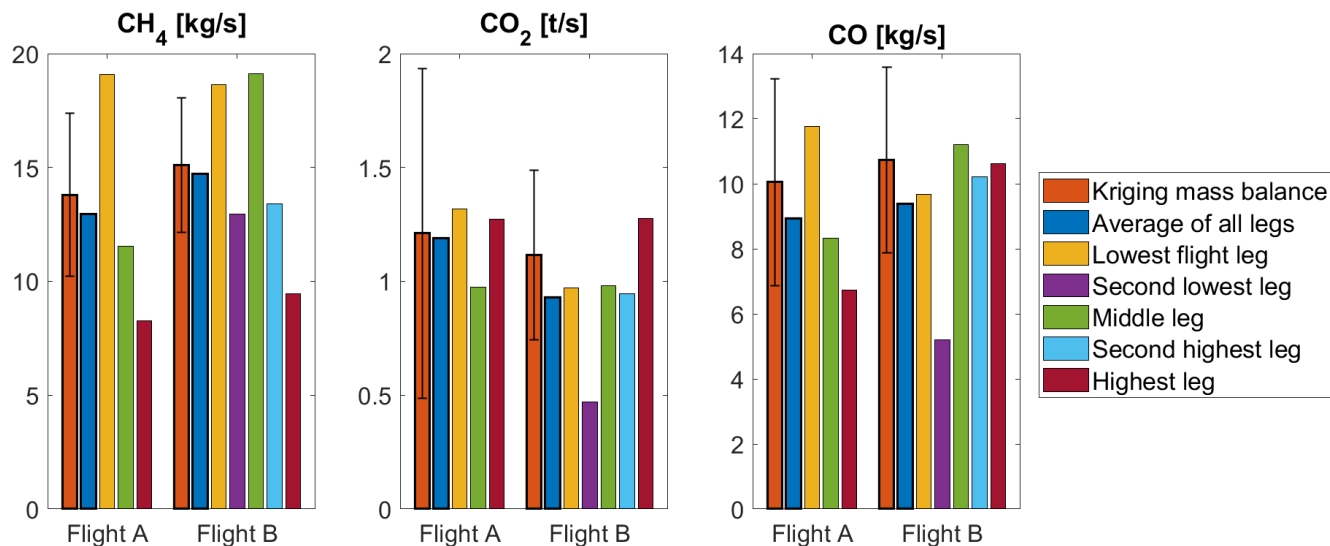 CH4 [kg/s]
20
15
10
5
0
Flight A Flight B
CO2 [t/s]
2
1.5
1
0.5
0
Flight A Flight B
CO [kg/s]
14
12
10
8
6
4
2
0
Flight A Flight B
Kriging mass balance
Average of all legs
Lowest flight leg
Second lowest leg
Middle leg
Second highest leg
Highest leg